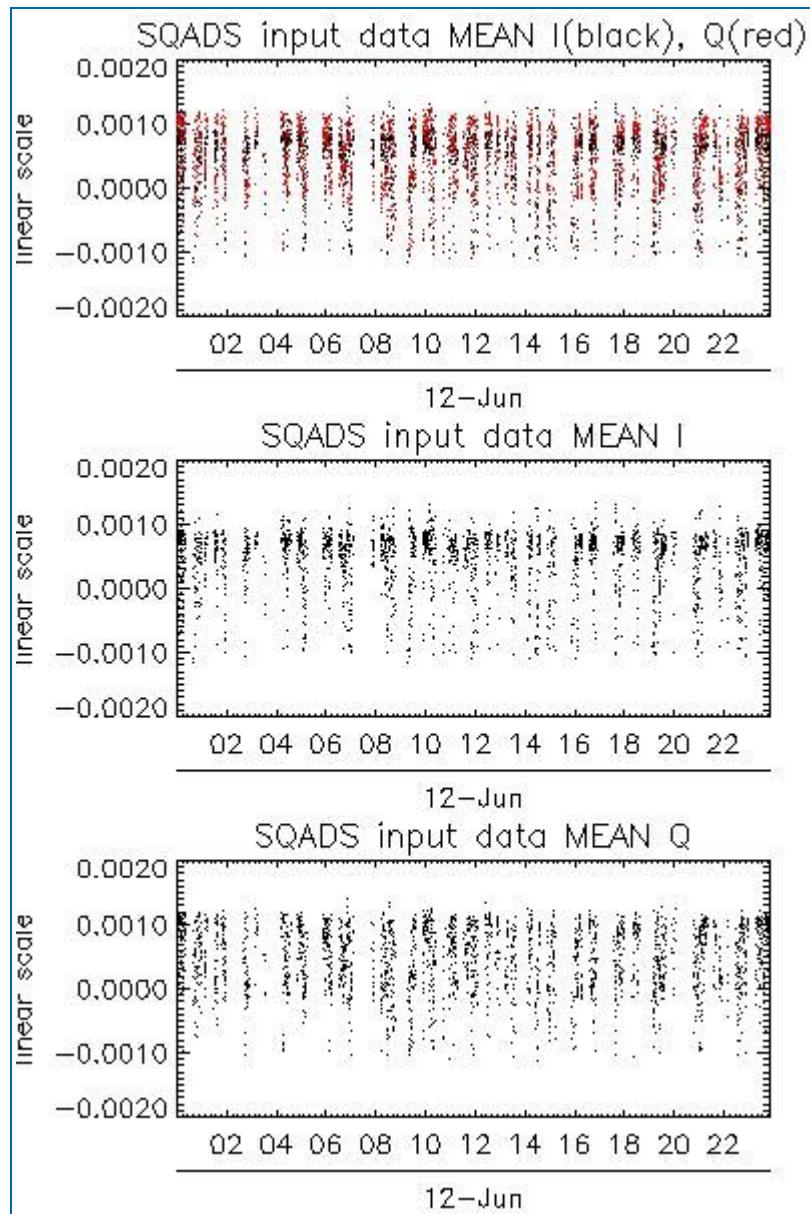 SQADS input data MEAN I(black), Q(red)
0.0020
0.0010
0.0000
−0.0010
−0.0020
linear scale
02 04 06 08 10 12 14 16 18 20 22
12−Jun
SQADS input data MEAN I
0.0020
0.0010
0.0000
−0.0010
−0.0020
linear scale
02 04 06 08 10 12 14 16 18 20 22
12−Jun
SQADS input data MEAN Q
0.0020
0.0010
0.0000
−0.0010
−0.0020
linear scale
02 04 06 08 10 12 14 16 18 20 22
12−Jun